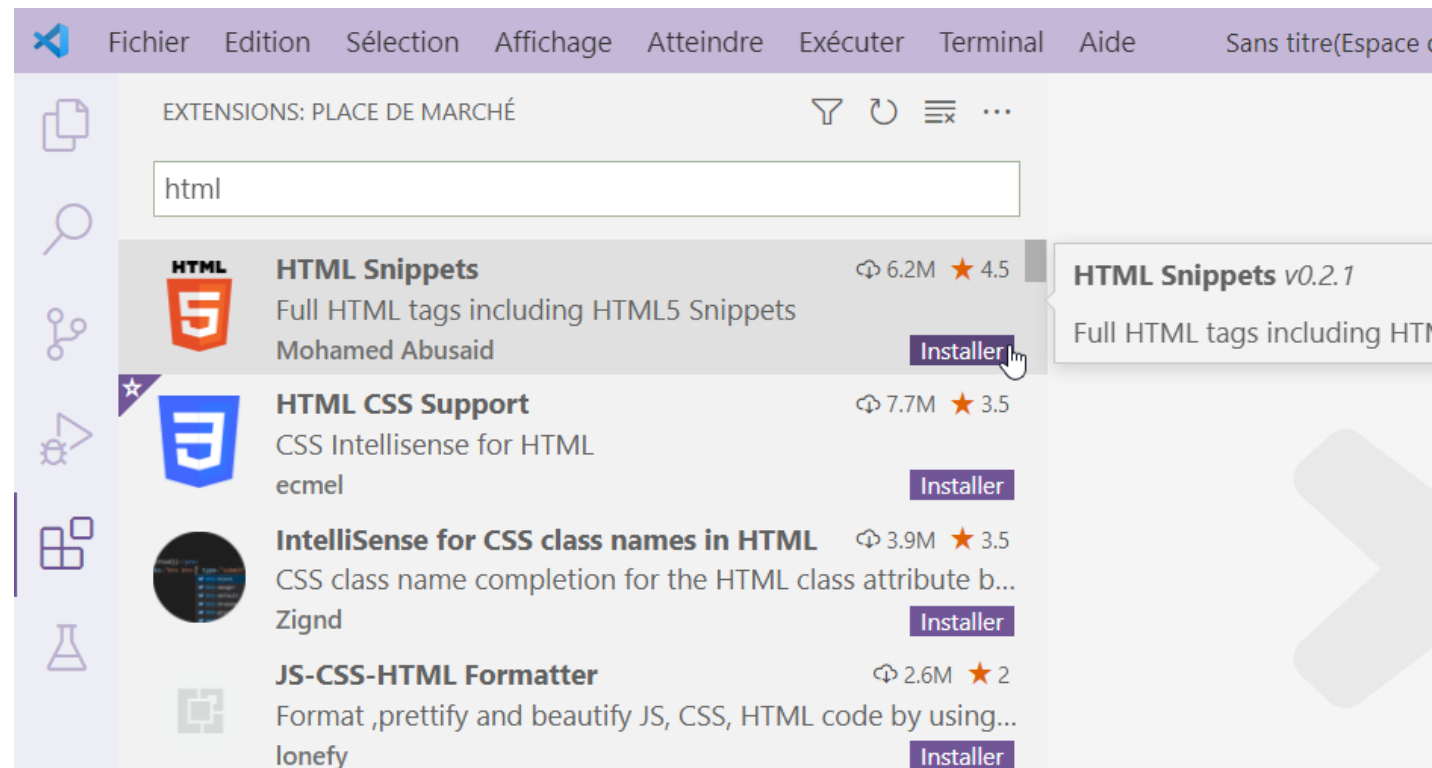 Fichier Edition Sélection Affichage Atteindre Exécuter Terminal Aide Sans titre(Espace
EXTENSIONS: PLACE DE MARCHÉ
html
HTML
HTML Snippets 6.2M ★ 4.5
Full HTML tags including HTML5 Snippets
Mohamed Abusaid Installer
HTML Snippets v0.2.1
Full HTML tags including
HTML CSS Support 7.7M ★ 3.5
CSS Intellisense for HTML
ecmel Installer
IntelliSense for CSS class names in HTML 3.9M ★ 3.5
CSS class name completion for the HTML class attribute b...
Zignd Installer
JS-CSS-HTML Formatter 2.6M ★ 2
Format ,prettify and beautify JS, CSS, HTML code by using...
lonefy Installer